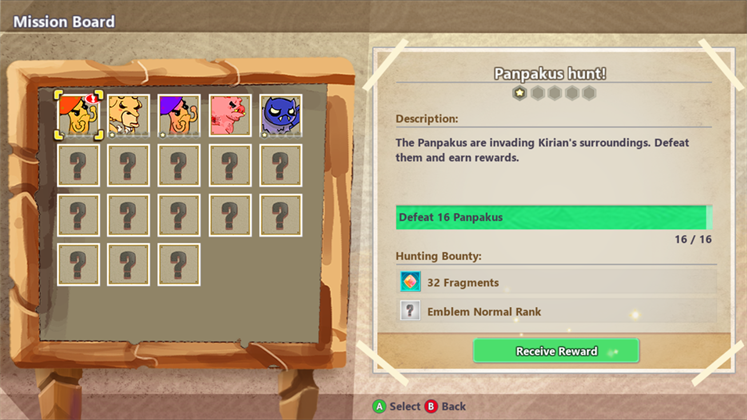 Mission Board
Panpakus hunt!
Description:
The Panpakus are invading Kirian's surroundings. Defeat
them and earn rewards.
Defeat 16 Panpakus
16 / 16
Hunting Bounty:
32 Fragments
? Emblem Normal Rank
Receive Reward
? ? ? ? ?
? ? ? ? ?
? ? ?
A Select B Back